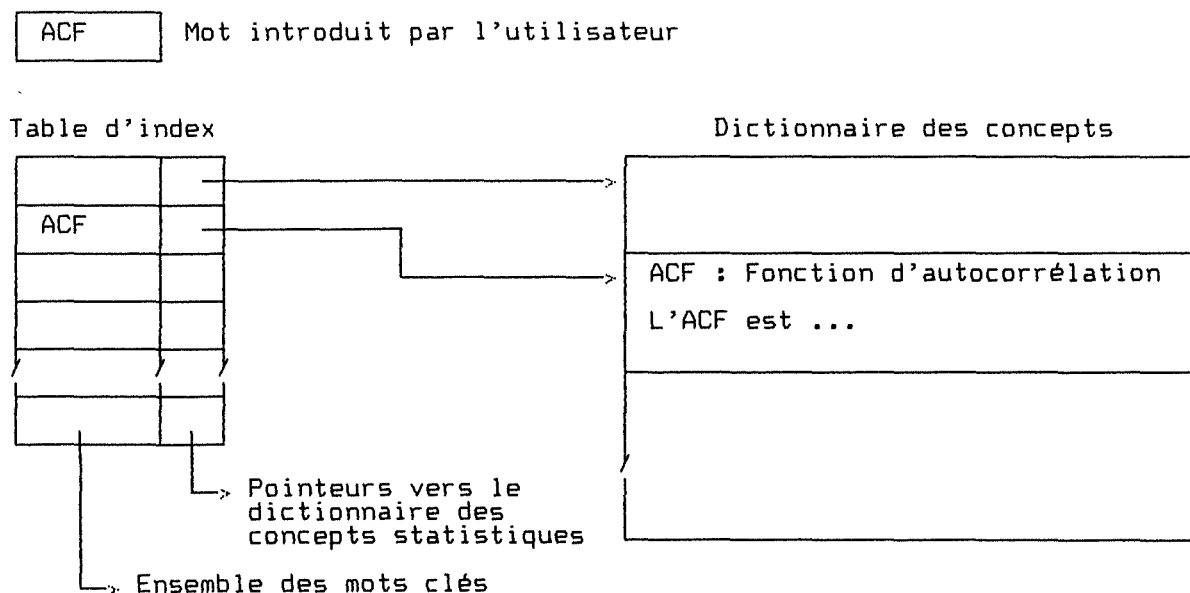 ACF Mot introduit par l'utilisateur
Table d'index Dictionnaire des concepts
ACF
ACF : Fonction d'autocorrélation
L'ACF est ...
Pointeurs vers le
dictionnaire des
concepts statistiques
Ensemble des mots clés